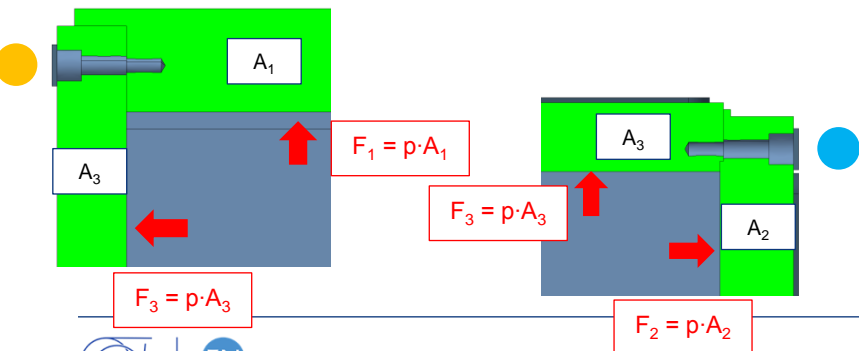 A₁
A₃
F₁ = p·A₁
A₃
F₃ = p·A₃
A₂
F₃ = p·A₃
F₂ = p·A₂